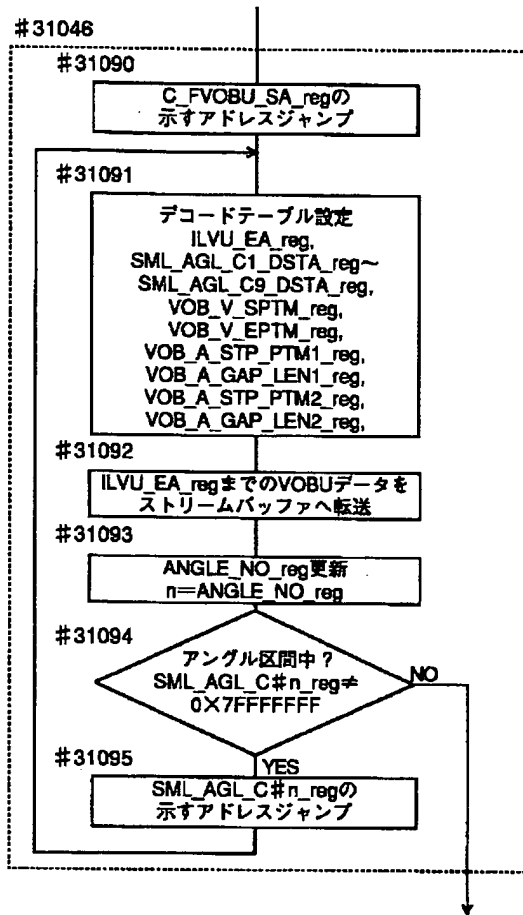 #31046
#31090
C_FVOBU_SA_regの
示すアドレスジャンプ
#31091
デコードテーブル設定
ILVU_EA_reg,
SML_AGL_C1_DSTA_reg~
SML_AGL_C9_DSTA_reg,
VOB_V_SPTM_reg,
VOB_V_EPTM_reg,
VOB_A_STP_PTM1_reg,
VOB_A_GAP_LEN1_reg,
VOB_A_STP_PTM2_reg,
VOB_A_GAP_LEN2_reg,
#31092
ILVU_EA_regまでのVOBUデータを
ストリームバッファへ転送
#31093
ANGLE_NO_reg更新
n=ANGLE_NO_reg
#31094
アングル区間中?
SML_AGL_C#n_reg≠
0×7FFFFFFF
NO
YES
#31095
SML_AGL_C#n_regの
示すアドレスジャンプ